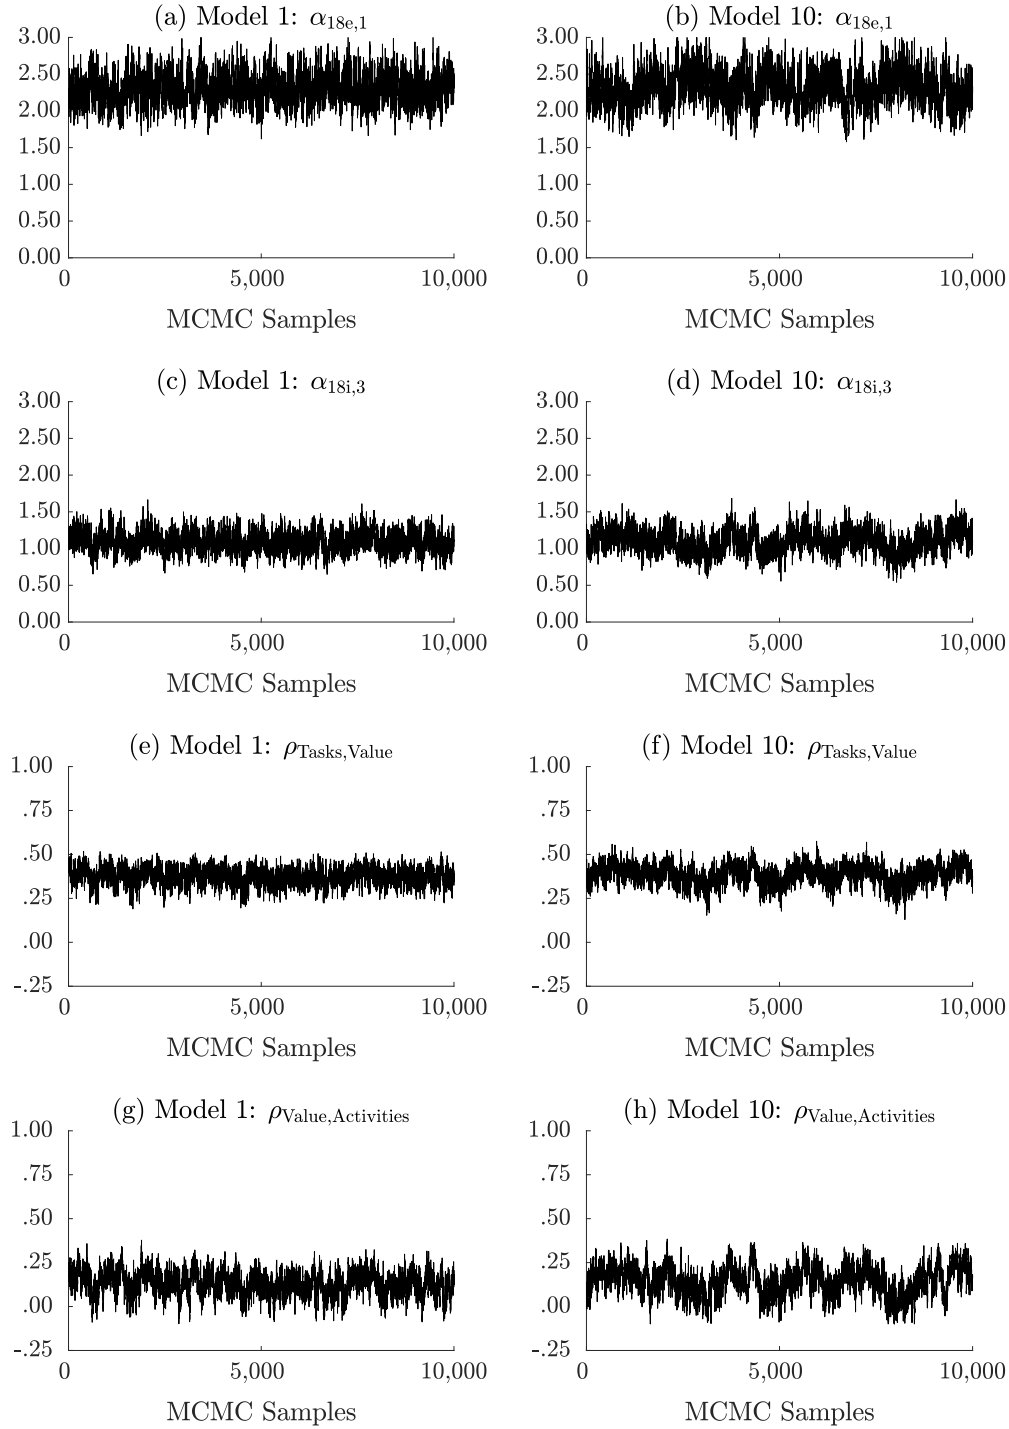 (a) Model 1: α18e,1
3.00
2.50
2.00
1.50
1.00
0.50
0.00
0 5,000 10,000
MCMC Samples
(b) Model 10: α18e,1
3.00
2.50
2.00
1.50
1.00
0.50
0.00
0 5,000 10,000
MCMC Samples
(c) Model 1: α18i,3
3.00
2.50
2.00
1.50
1.00
0.50
0.00
0 5,000 10,000
MCMC Samples
(d) Model 10: α18i,3
3.00
2.50
2.00
1.50
1.00
0.50
0.00
0 5,000 10,000
MCMC Samples
(e) Model 1: ρTasks,Value
1.00
.75
.50
.25
.00
-.25
0 5,000 10,000
MCMC Samples
(f) Model 10: ρTasks,Value
1.00
.75
.50
.25
.00
-.25
0 5,000 10,000
MCMC Samples
(g) Model 1: ρValue,Activities
1.00
.75
.50
.25
.00
-.25
0 5,000 10,000
MCMC Samples
(h) Model 10: ρValue,Activities
1.00
.75
.50
.25
.00
-.25
0 5,000 10,000
MCMC Samples